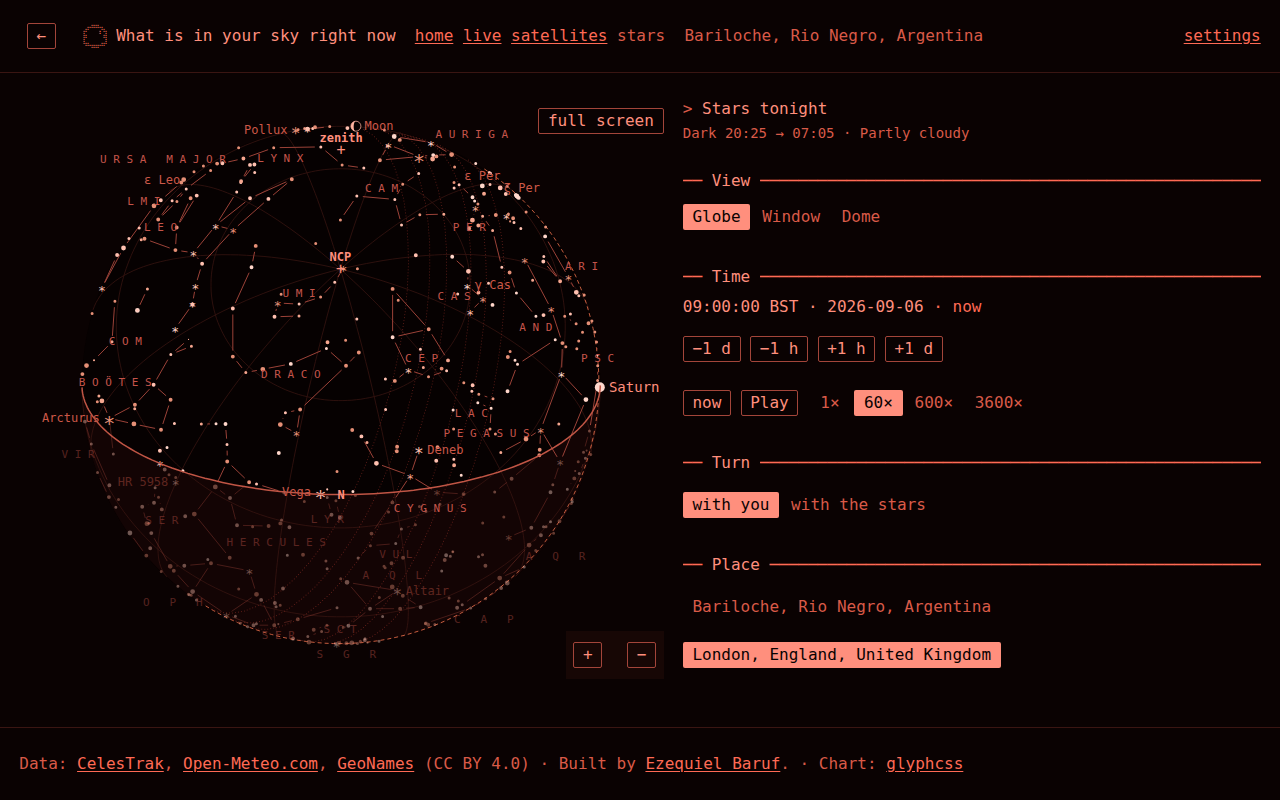 ← What is in your sky right now home live satellites stars Bariloche, Rio Negro, Argentina settings
full screen
Pollux
Moon
zenith
AURIGA
URSA MAJOR
LYNX
ε Leo
CAM
ε Per
ξ Per
LMI
LEO
PER
NCP
ARI
UMI
CAS
γ Cas
AND
COM
CEP
PSC
BOÖTES
DRACO
Saturn
Arcturus
LAC
PEGASUS
VIR
Deneb
HR 5958
Vega
N
CYGNUS
SER
LYR
HERCULES
VUL
AQR
AQL
Altair
OPH
CAP
SER
SCT
SGR
+ −
> Stars tonight
Dark 20:25 → 07:05 · Partly cloudy
View
Globe Window Dome
Time
09:00:00 BST · 2026-09-06 · now
−1 d −1 h +1 h +1 d
now Play 1× 60× 600× 3600×
Turn
with you with the stars
Place
Bariloche, Rio Negro, Argentina
London, England, United Kingdom
Data: CelesTrak, Open-Meteo.com, GeoNames (CC BY 4.0) · Built by Ezequiel Baruf. · Chart: glyphcss